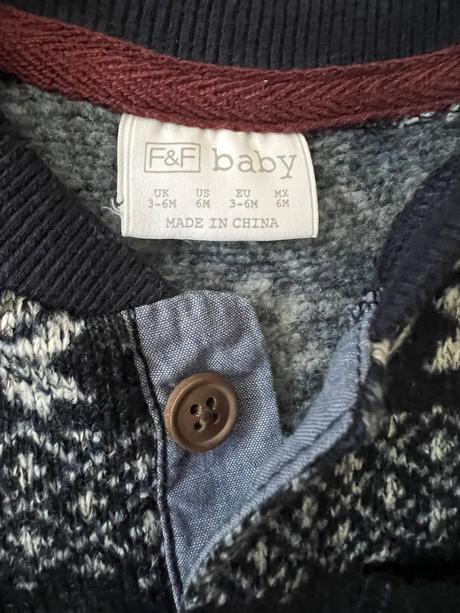 F&F baby
UK US EU MX
3-6M 6M 3-6M 6M
MADE IN CHINA